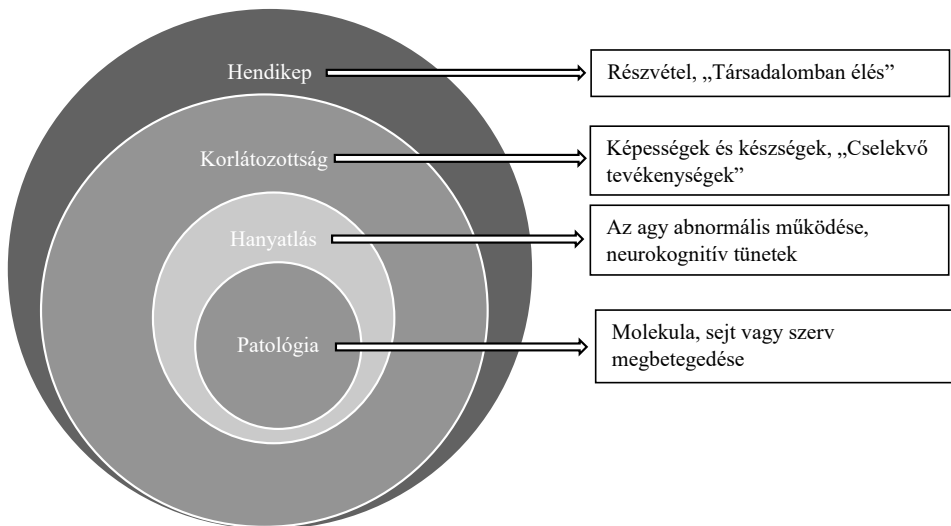 Hendikep
Részvétel, „Társadalomban élés”
Korlátozottság
Képességek és készségek, „Cselekvő
tevékenységek”
Hanyatlás
Az agy abnormális működése,
neurokognitív tünetek
Patológia
Molekula, sejt vagy szerv
megbetegedése